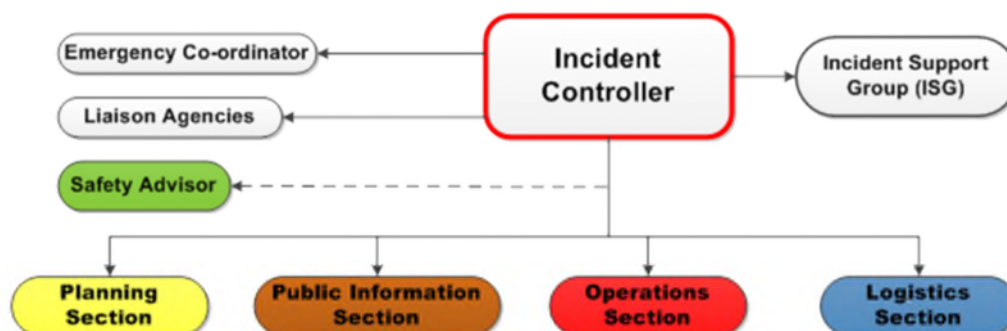 Emergency Co-ordinator
Incident
Controller
Incident Support
Group (ISG)
Liaison Agencies
Safety Advisor
Planning
Section
Public Information
Section
Operations
Section
Logistics
Section